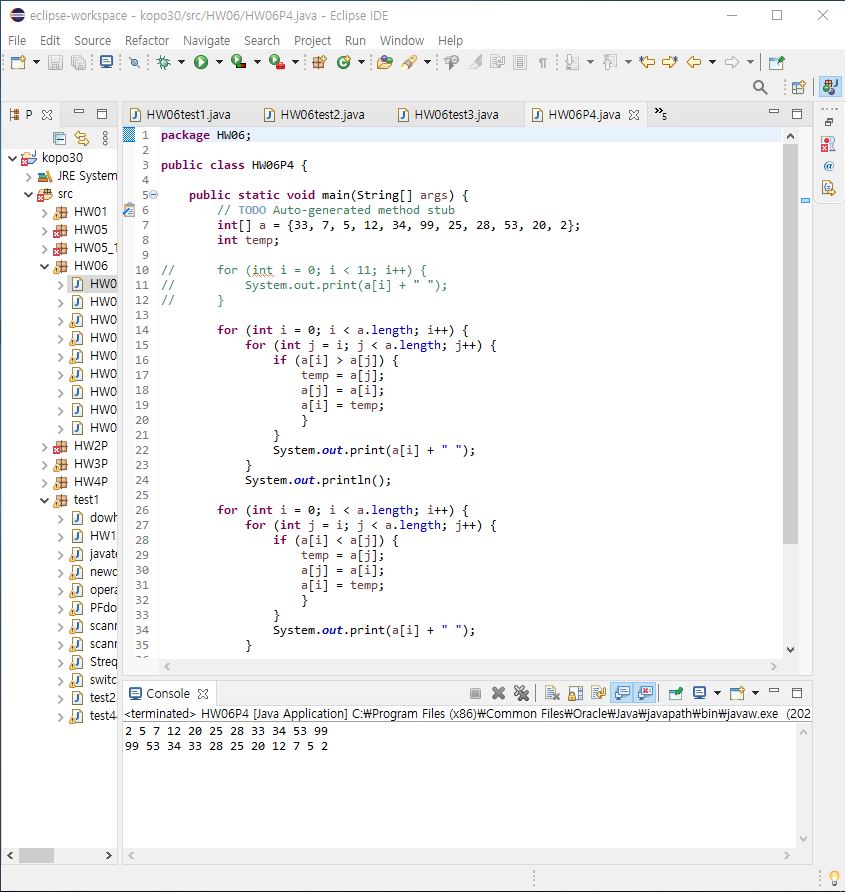 eclipse-workspace - kopo30/src/HW06/HW06P4.java - Eclipse IDE
File Edit Source Refactor Navigate Search Project Run Window Help
P
HW06test1.java HW06test2.java HW06test3.java HW06P4.java »5
kopo30
JRE System
src
HW01
HW05
HW05_1
HW06
HW0
HW0
HW0
HW0
HW0
HW0
HW0
HW0
HW0
HW2P
HW3P
HW4P
test1
HW1
javate
newc
opera
PFdo
scann
scann
Streq
switc
test2
test4
1 package HW06;
2
3 public class HW06P4 {
4
5 public static void main(String[] args) {
6 // TODO Auto-generated method stub
7 int[] a = {33, 7, 5, 12, 34, 99, 25, 28, 53, 20, 2};
8 int temp;
9
10 // for (int i = 0; i < 11; i++) {
11 // System.out.print(a[i] + " ");
12 // }
13
14 for (int i = 0; i < a.length; i++) {
15 for (int j = i; j < a.length; j++) {
16 if (a[i] > a[j]) {
17 temp = a[j];
18 a[j] = a[i];
19 a[i] = temp;
20 }
21 }
22 System.out.print(a[i] + " ");
23 }
24 System.out.println();
25
26 for (int i = 0; i < a.length; i++) {
27 for (int j = i; j < a.length; j++) {
28 if (a[i] < a[j]) {
29 temp = a[j];
30 a[j] = a[i];
31 a[i] = temp;
32 }
33 }
34 System.out.print(a[i] + " ");
35 }
Console
<terminated> HW06P4 [Java Application] C:₩Program Files (x86)₩Common Files₩Oracle₩Java₩javapath₩bin₩javaw.exe (202
2 5 7 12 20 25 28 33 34 53 99
99 53 34 33 28 25 20 12 7 5 2